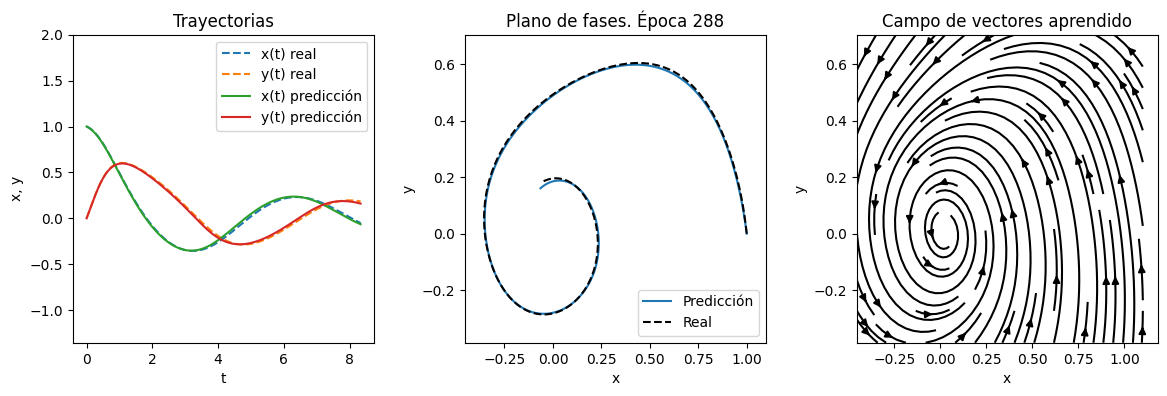 Trayectorias
2.0
1.5
1.0
0.5
0.0
−0.5
−1.0
x, y
0
2
4
6
8
t
x(t) real
y(t) real
x(t) predicción
y(t) predicción
Plano de fases. Época 288
0.6
0.4
0.2
0.0
−0.2
y
−0.25
0.00
0.25
0.50
0.75
1.00
x
Predicción
Real
Campo de vectores aprendido
0.6
0.4
0.2
0.0
−0.2
y
−0.25
0.00
0.25
0.50
0.75
1.00
x